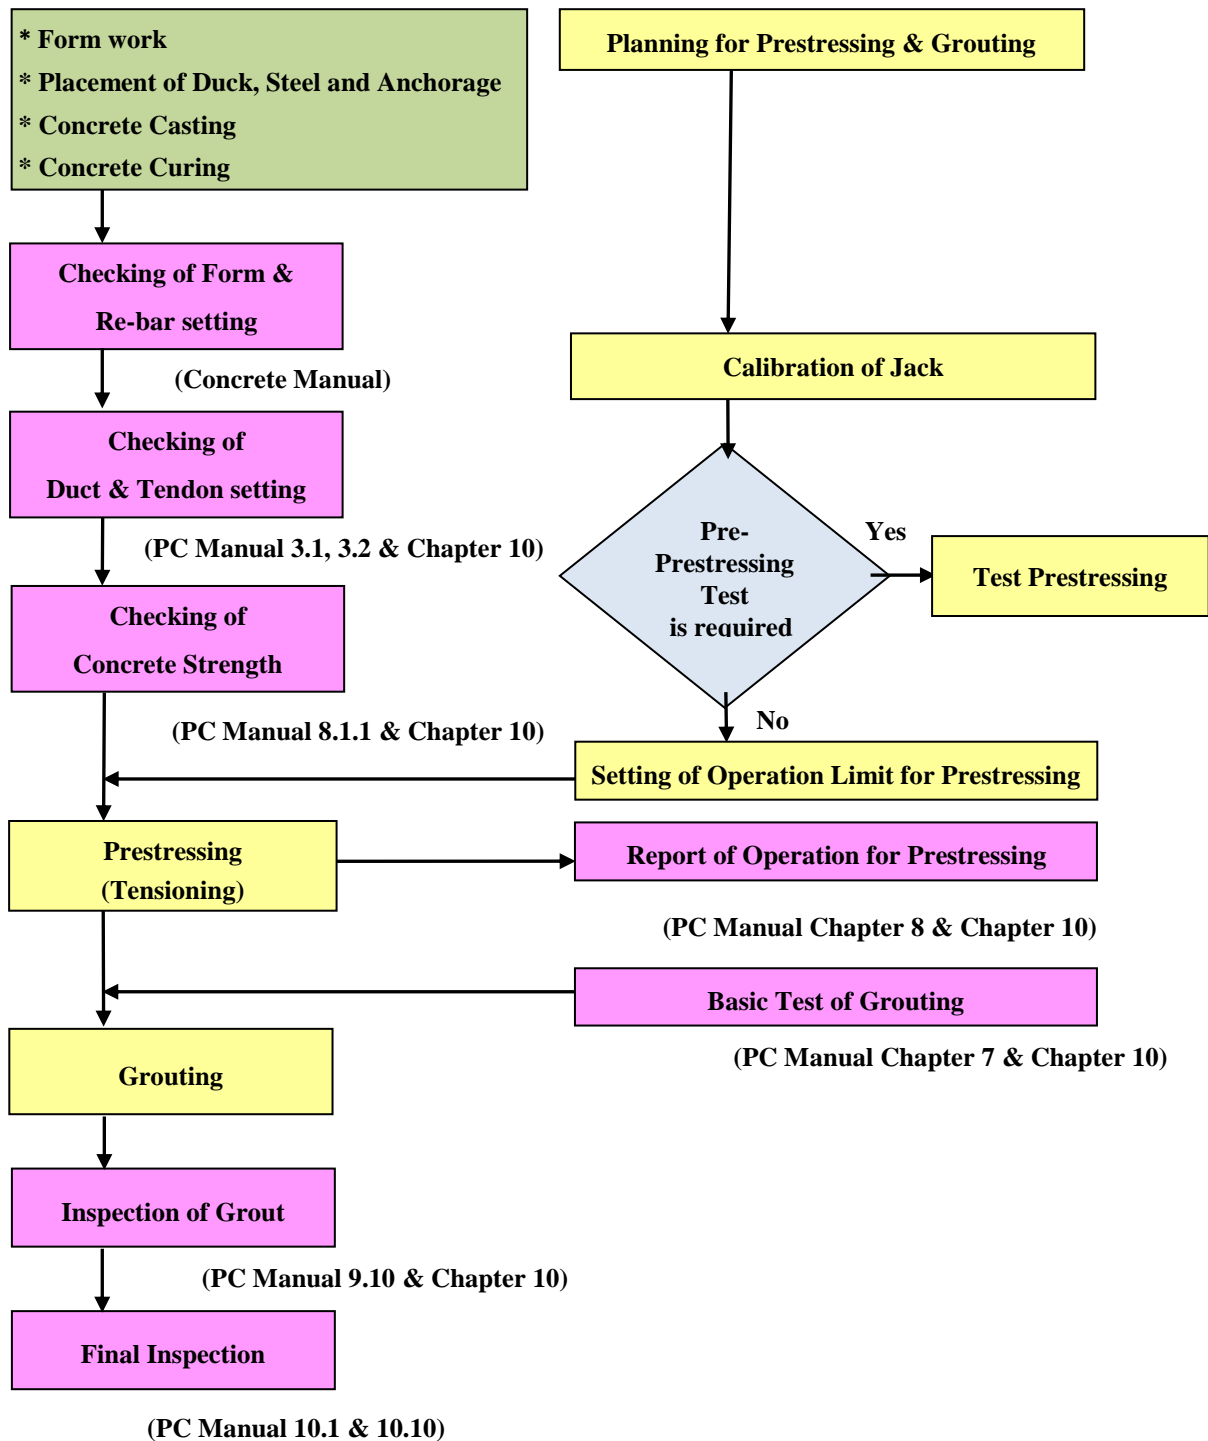 * Form work
* Placement of Duck, Steel and Anchorage
* Concrete Casting
* Concrete Curing
Planning for Prestressing & Grouting
Checking of Form &
Re-bar setting
(Concrete Manual)
Calibration of Jack
Checking of
Duct & Tendon setting
(PC Manual 3.1, 3.2 & Chapter 10)
Pre-
Prestressing
Test
is required
Yes
Test Prestressing
Checking of
Concrete Strength
(PC Manual 8.1.1 & Chapter 10)
No
Setting of Operation Limit for Prestressing
Prestressing
(Tensioning)
Report of Operation for Prestressing
(PC Manual Chapter 8 & Chapter 10)
Basic Test of Grouting
(PC Manual Chapter 7 & Chapter 10)
Grouting
Inspection of Grout
(PC Manual 9.10 & Chapter 10)
Final Inspection
(PC Manual 10.1 & 10.10)